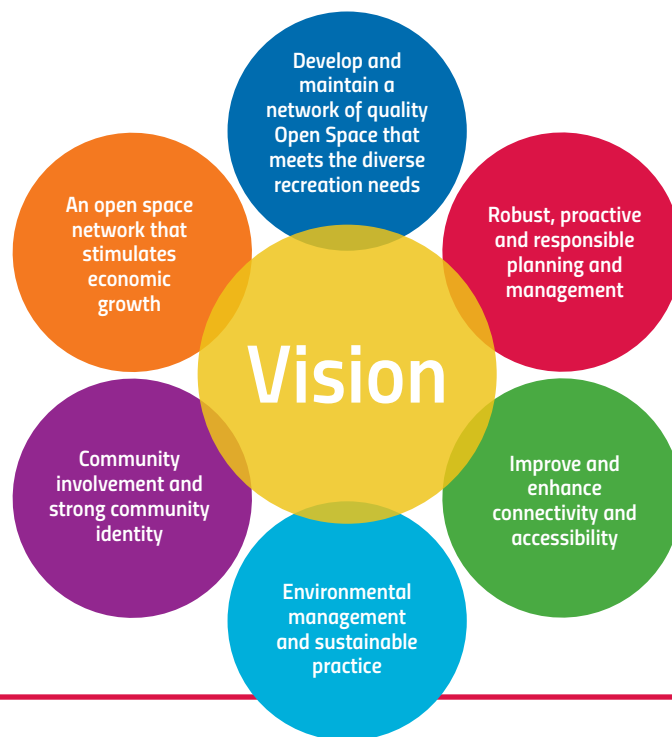 Develop and
maintain a
network of quality
Open Space that
meets the diverse
recreation needs
An open space
network that
stimulates
economic
growth
Robust, proactive
and responsible
planning and
management
Vision
Community
involvement and
strong community
identity
Improve and
enhance
connectivity and
accessibility
Environmental
management
and sustainable
practice